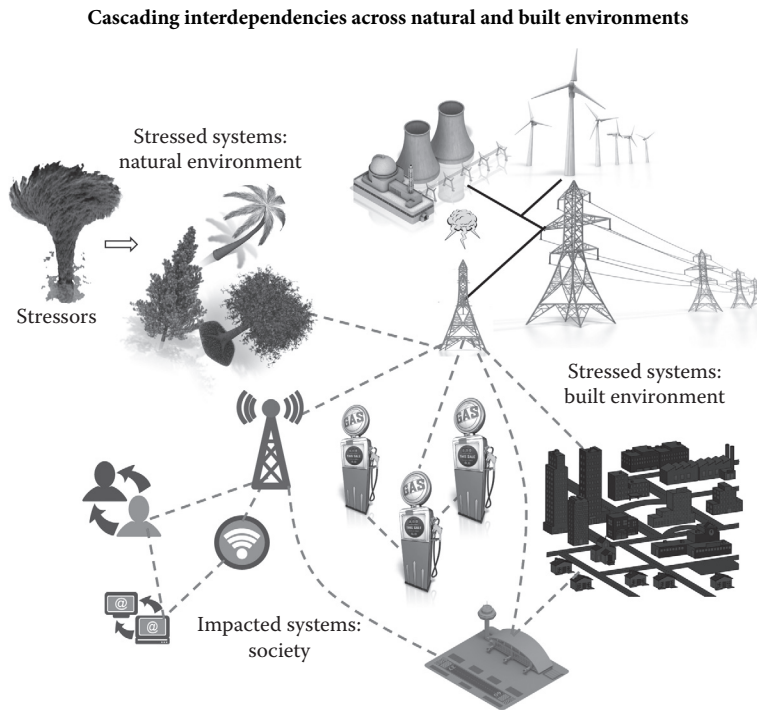 Cascading interdependencies across natural and built environments
Stressed systems:
natural environment
Stressors
Stressed systems:
built environment
GAS
GAS
GAS
@
@
Impacted systems:
society